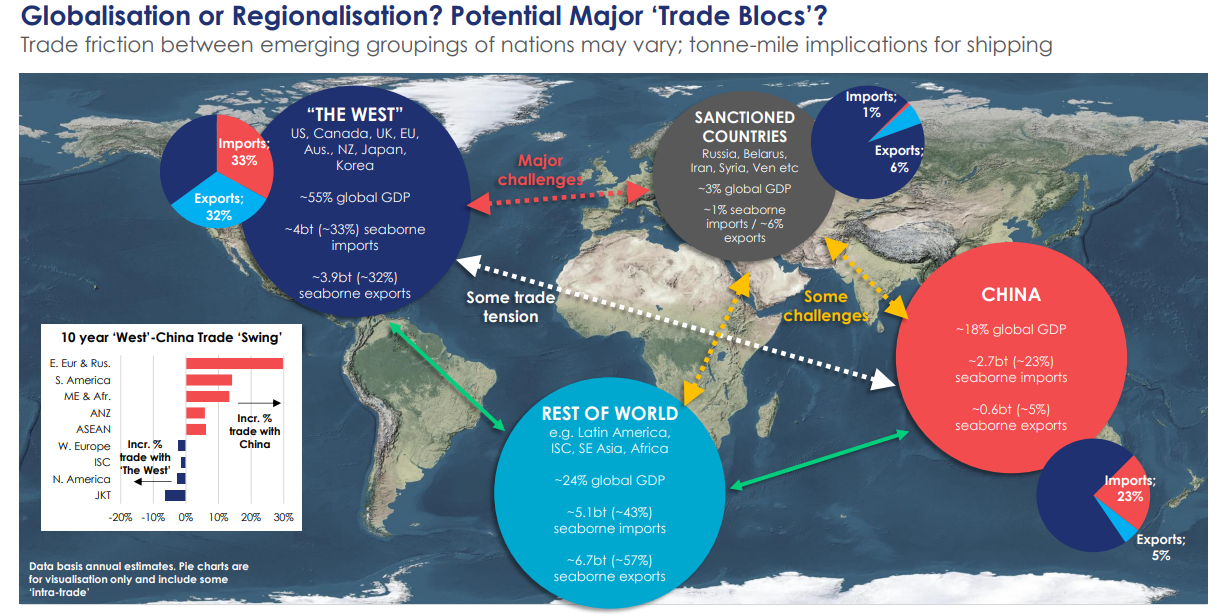 Globalisation or Regionalisation? Potential Major ‘Trade Blocs’?
Trade friction between emerging groupings of nations may vary; tonne-mile implications for shipping
“THE WEST”
US, Canada, UK, EU,
Aus., NZ, Japan,
Korea
~55% global GDP
~4bt (~33%) seaborne
imports
~3.9bt (~32%)
seaborne exports
Imports;
33%
Exports;
32%
Major
challenges
SANCTIONED
COUNTRIES
Russia, Belarus,
Iran, Syria, Ven etc
~3% global GDP
~1% seaborne
imports / ~6%
exports
Imports;
1%
Exports;
6%
Some trade
tension
Some
challenges
CHINA
~18% global GDP
~2.7bt (~23%)
seaborne imports
~0.6bt (~5%)
seaborne exports
Imports;
23%
Exports;
5%
REST OF WORLD
e.g. Latin America,
ISC, SE Asia, Africa
~24% global GDP
~5.1bt (~43%)
seaborne imports
~6.7bt (~57%)
seaborne exports
10 year ‘West’-China Trade ‘Swing’
E. Eur & Rus.
S. America
ME & Afr.
ANZ
ASEAN
W. Europe
ISC
N. America
JKT
Incr. %
trade with
China
Incr. %
trade with
‘The West’
-20% -10% 0% 10% 20% 30%
Data basis annual estimates. Pie charts are
for visualisation only and include some
‘intra-trade’